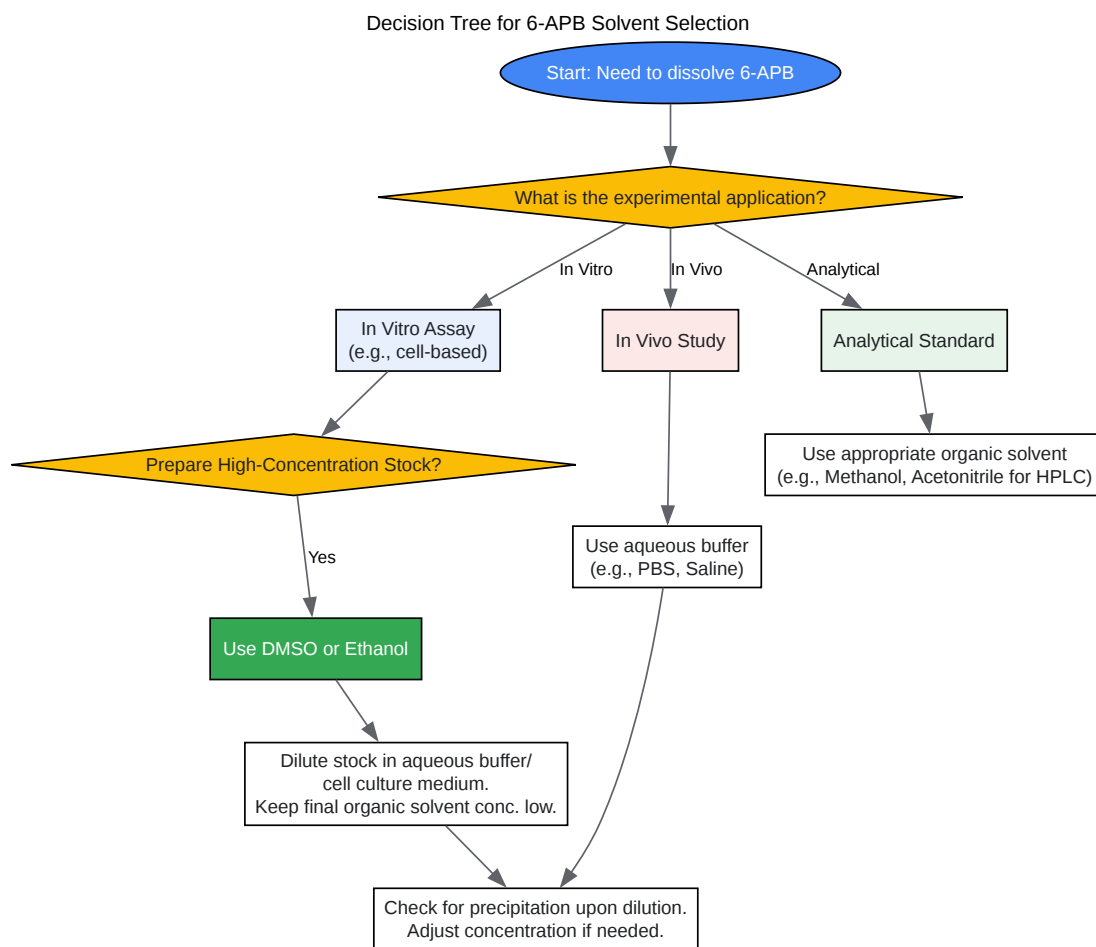 Decision Tree for 6-APB Solvent Selection
Start: Need to dissolve 6-APB
What is the experimental application?
In Vitro
In Vivo
Analytical
In Vitro Assay
(e.g., cell-based)
In Vivo Study
Analytical Standard
Prepare High-Concentration Stock?
Use appropriate organic solvent
(e.g., Methanol, Acetonitrile for HPLC)
Yes
Use aqueous buffer
(e.g., PBS, Saline)
Use DMSO or Ethanol
Dilute stock in aqueous buffer/
cell culture medium.
Keep final organic solvent conc. low.
Check for precipitation upon dilution.
Adjust concentration if needed.